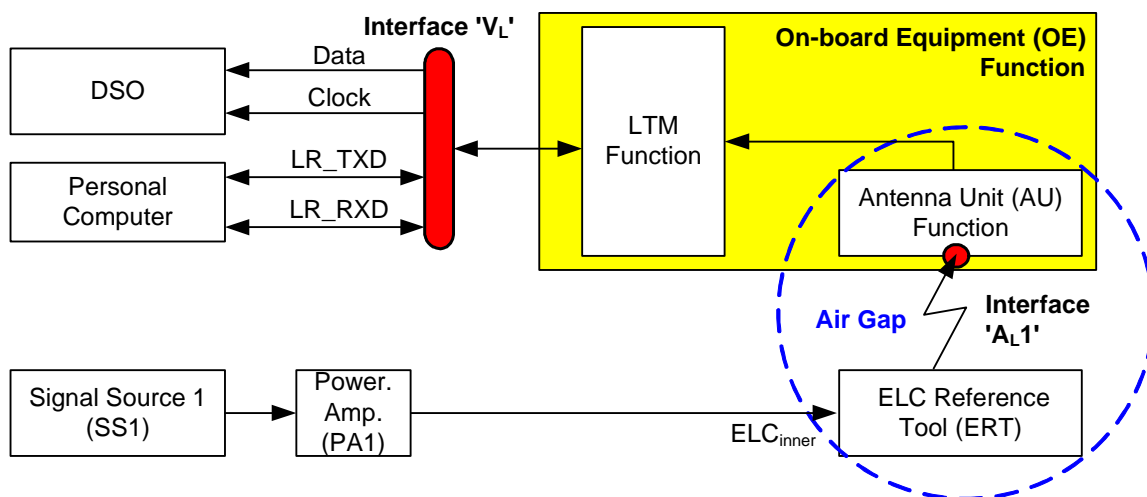 Interface 'VL'
On-board Equipment (OE)
Function
DSO
Data
Clock
LTM
Function
Personal
Computer
LR_TXD
LR_RXD
Antenna Unit (AU)
Function
Air Gap
Interface
'AL1'
Signal Source 1
(SS1)
Power.
Amp.
(PA1)
ELCinner
ELC Reference
Tool (ERT)